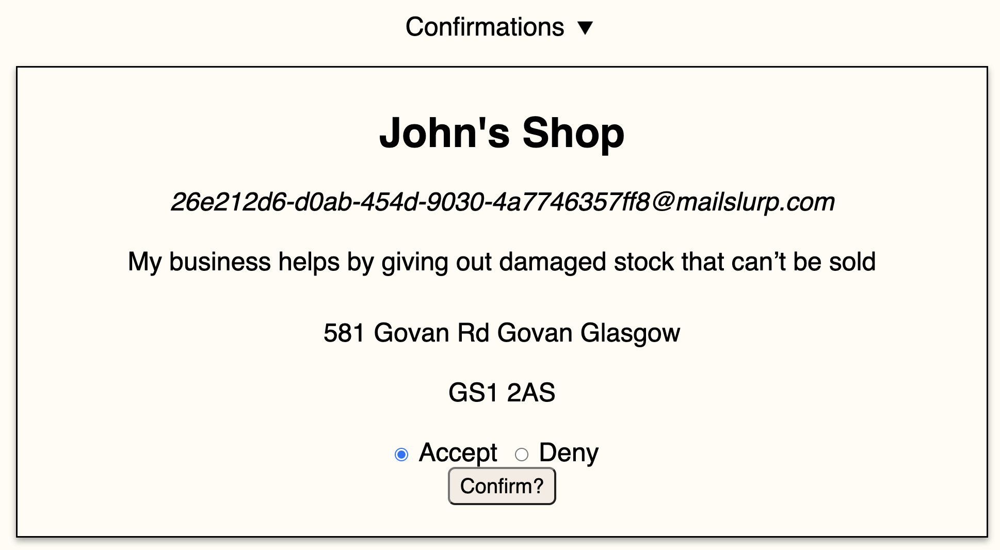 Confirmations ▼
John's Shop
26e212d6-d0ab-454d-9030-4a7746357ff8@mailslurp.com
My business helps by giving out damaged stock that can’t be sold
581 Govan Rd Govan Glasgow
GS1 2AS
Accept Deny
Confirm?